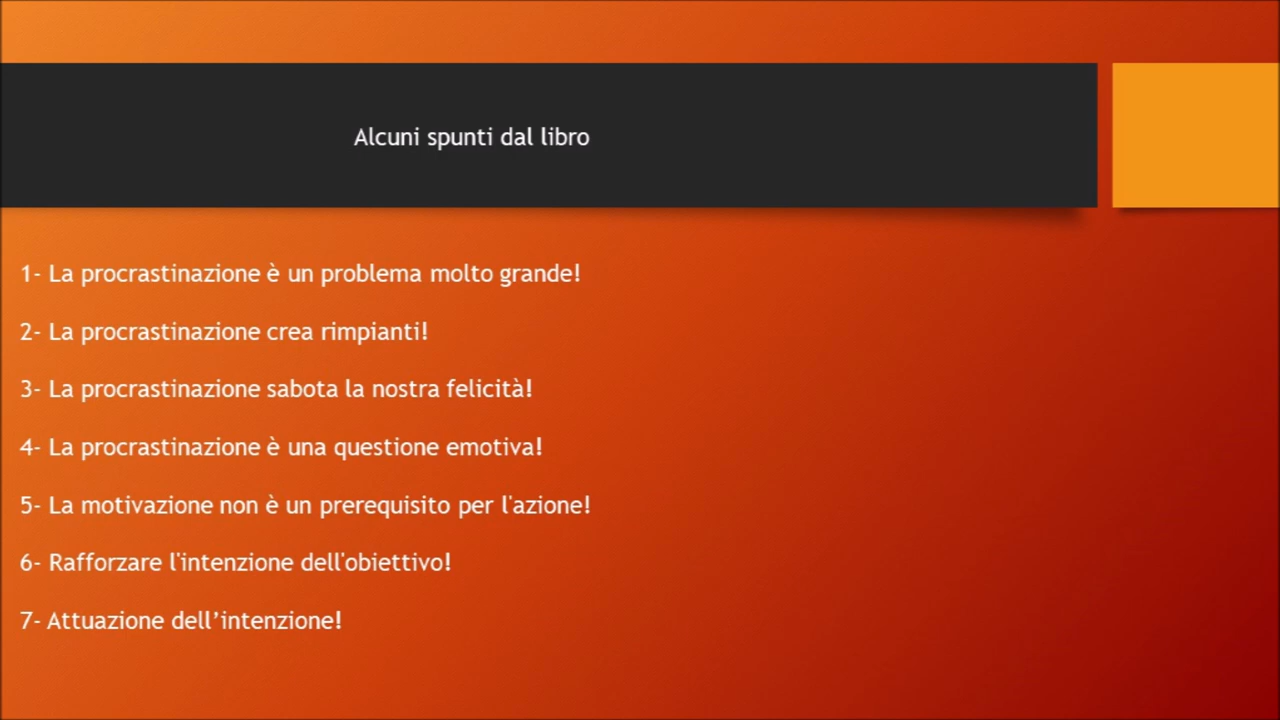 Alcuni spunti dal libro
1- La procrastinazione è un problema molto grande!
2- La procrastinazione crea rimpianti!
3- La procrastinazione sabota la nostra felicità!
4- La procrastinazione è una questione emotiva!
5- La motivazione non è un prerequisito per l'azione!
6- Rafforzare l'intenzione dell'obiettivo!
7- Attuazione dell’intenzione!